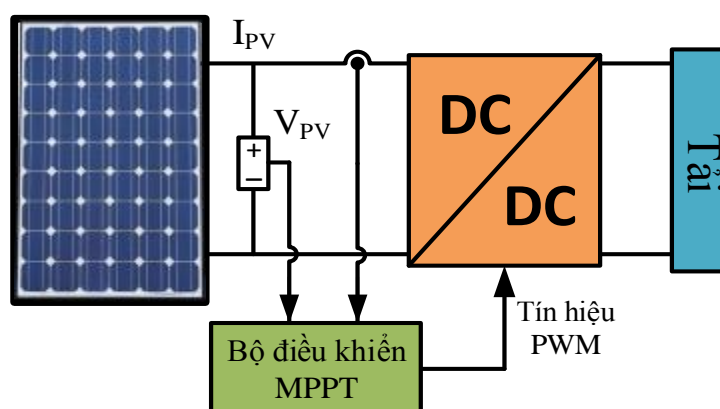 I_PV
V_PV
+
−
DC
DC
Tải
Bộ điều khiển
MPPT
Tín hiệu
PWM